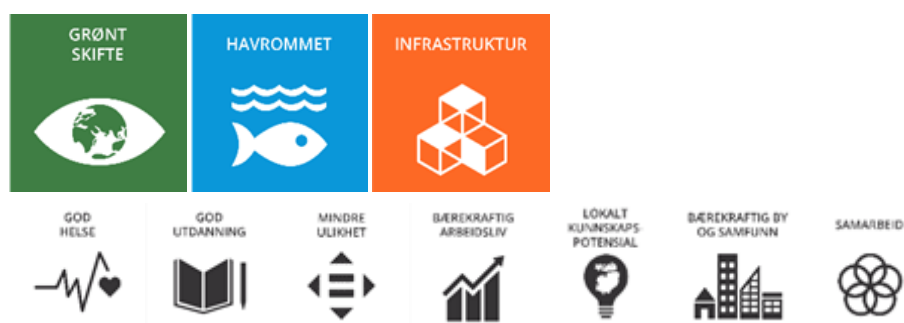 GRØNT
SKIFTE
HAVROMMET
INFRASTRUKTUR
GOD
HELSE
GOD
UTDANNING
MINDRE
ULIKHET
BÆREKRAFTIG
ARBEIDSLIV
LOKALT
KUNNSKAPS-
POTENSIAL
BÆREKRAFTIG BY
OG SAMFUNN
SAMARBEID